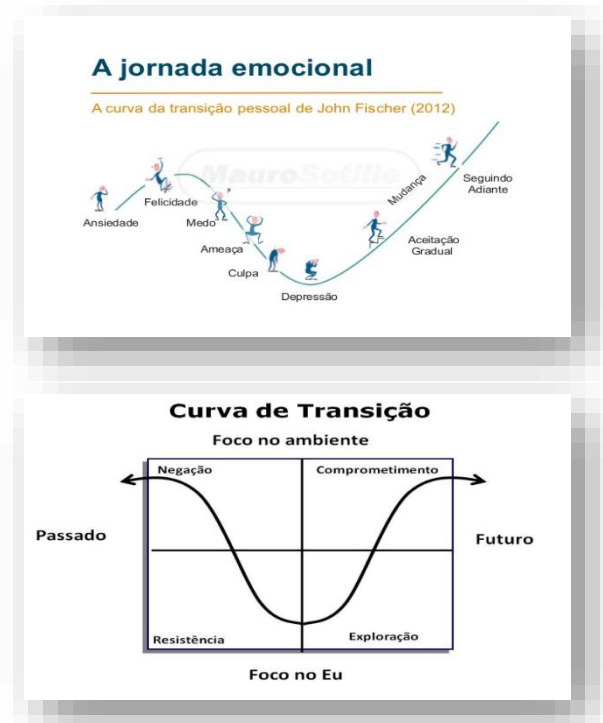 A jornada emocional
A curva da transição pessoal de John Fischer (2012)
MauroSotille
Ansiedade
Felicidade
Medo
Ameaça
Culpa
Depressão
Mudança
Aceitação
Gradual
Seguindo
Adiante
Curva de Transição
Foco no ambiente
Negação
Comprometimento
Passado
Futuro
Resistência
Exploração
Foco no Eu